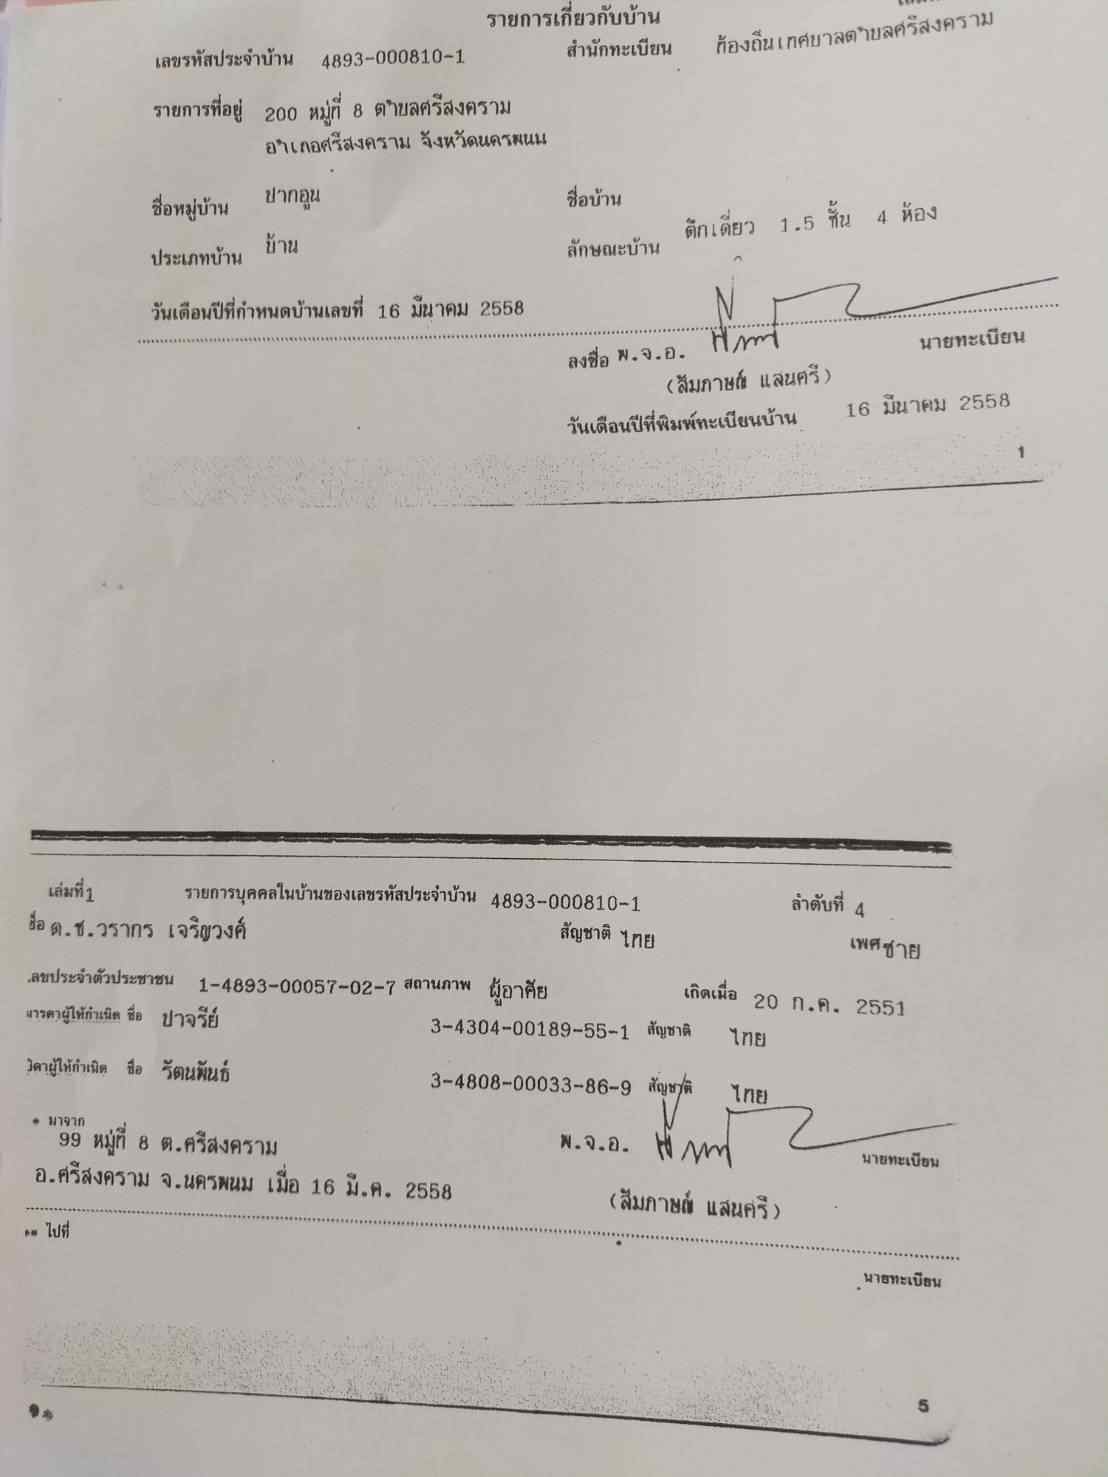 รายการเกี่ยวกับบ้าน
เลขรหัสประจำบ้าน 4893-000810-1 สำนักทะเบียน ท้องถิ่นเทศบาลตำบลศรีสงคราม
รายการที่อยู่ 200 หมู่ที่ 8 ตำบลศรีสงคราม
อำเภอศรีสงคราม จังหวัดนครพนม
ชื่อหมู่บ้าน ปากอูน ชื่อบ้าน
ประเภทบ้าน บ้าน ลักษณะบ้าน ตึกเดี่ยว 1.5 ชั้น 4 ห้อง
วันเดือนปีที่กำหนดบ้านเลขที่ 16 มีนาคม 2558
ลงชื่อ พ.จ.อ. นายทะเบียน
(สัมภาษณ์ แสนศรี)
วันเดือนปีที่พิมพ์ทะเบียนบ้าน 16 มีนาคม 2558
1
เล่มที่ 1 รายการบุคคลในบ้านของเลขรหัสประจำบ้าน 4893-000810-1 ลำดับที่ 4
ชื่อ ด.ช.วรากร เจริญวงศ์ สัญชาติ ไทย เพศ ชาย
เลขประจำตัวประชาชน 1-4893-00057-02-7 สถานภาพ ผู้อาศัย เกิดเมื่อ 20 ก.ค. 2551
มารดาผู้ให้กำเนิด ชื่อ ปาจรีย์ 3-4304-00189-55-1 สัญชาติ ไทย
บิดาผู้ให้กำเนิด ชื่อ รัตนพันธ์ 3-4808-00033-86-9 สัญชาติ ไทย
* มาจาก
99 หมู่ที่ 8 ต.ศรีสงคราม พ.จ.อ. นายทะเบียน
อ.ศรีสงคราม จ.นครพนม เมื่อ 16 มี.ค. 2558 (สัมภาษณ์ แสนศรี)
** ไปที่
นายทะเบียน
5